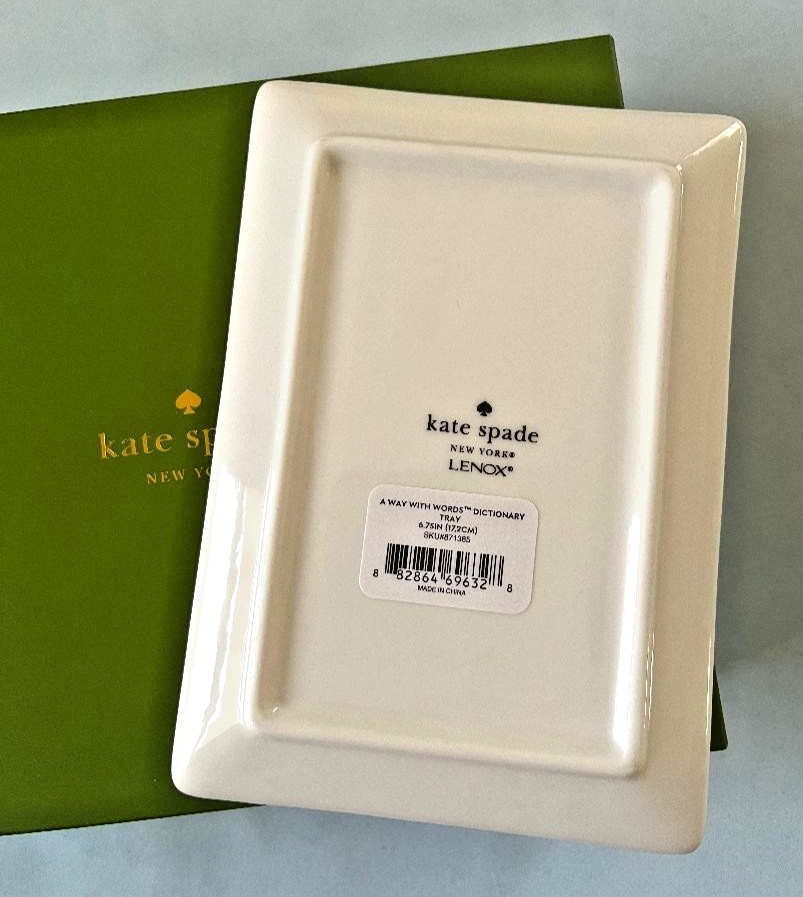 kate sp
NEW YO
kate spade
NEW YORK®
LENOX®
A WAY WITH WORDS™ DICTIONARY
TRAY
6.75IN (17.2CM)
SKU#871385
8 82864 69632 8
MADE IN CHINA